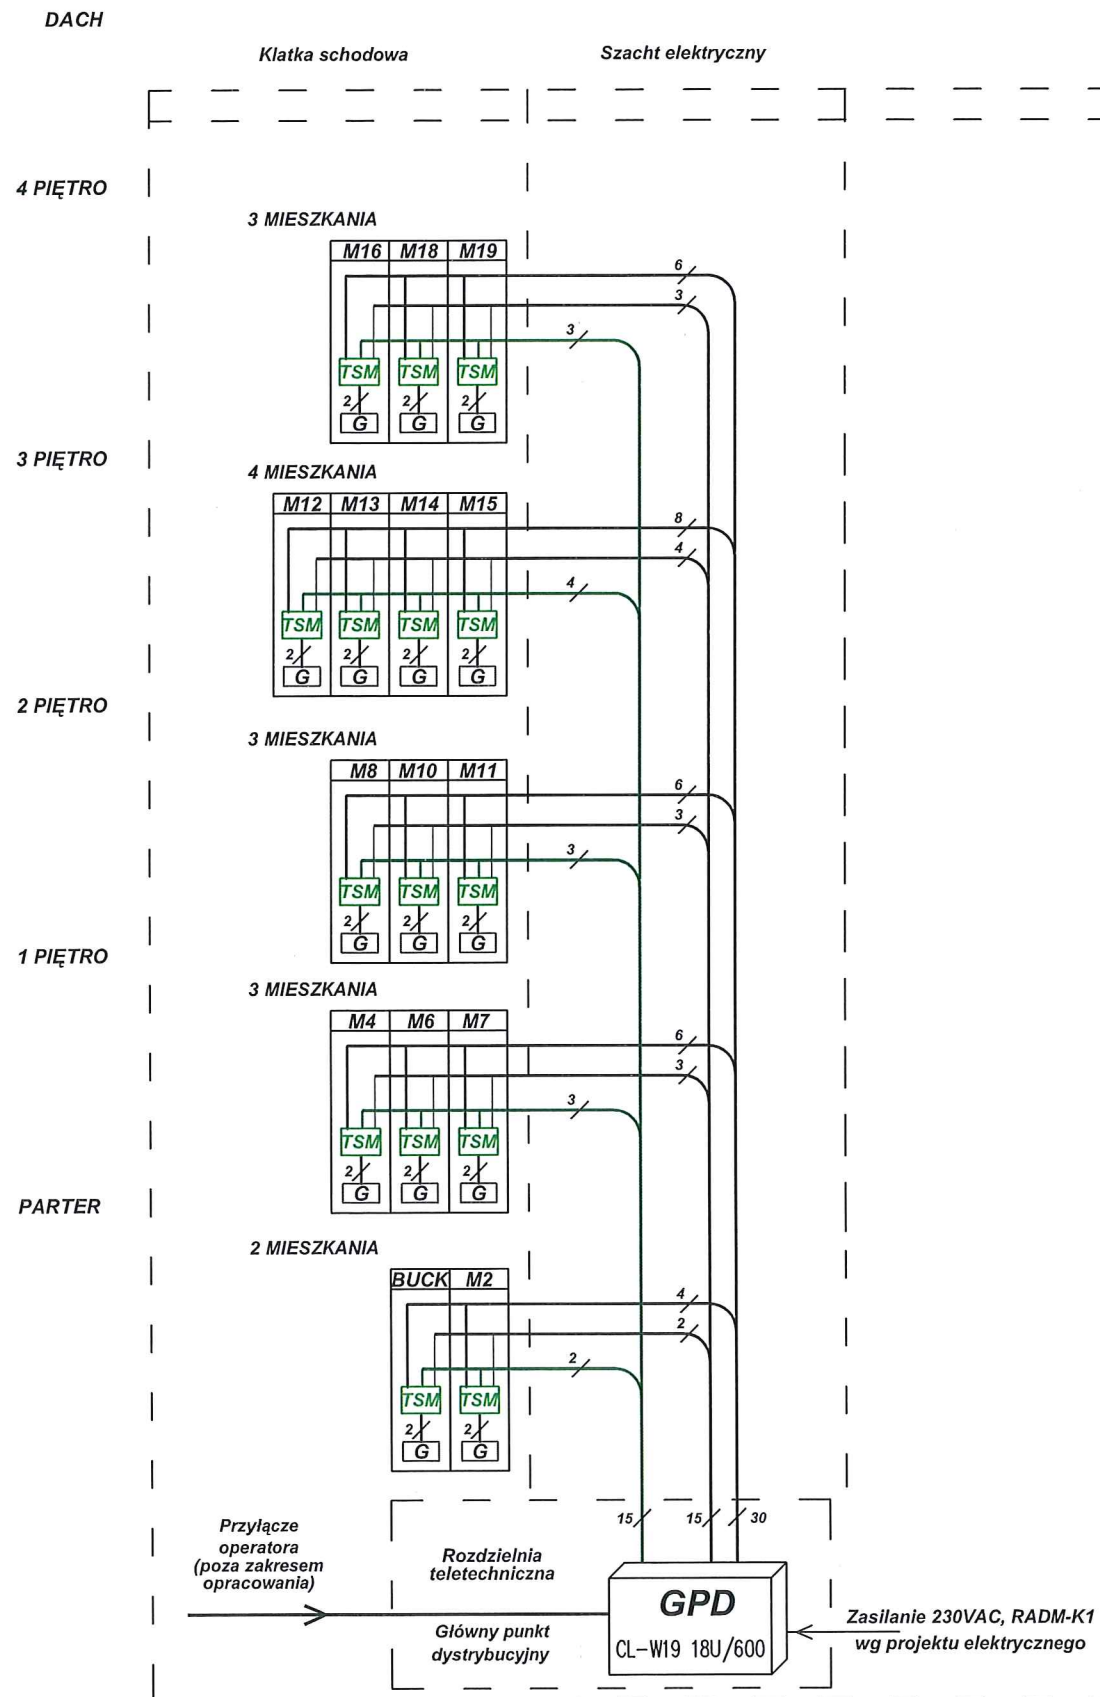 DACH
Klatka schodowa
Szacht elektryczny
4 PIĘTRO
3 MIESZKANIA
M16 M18 M19
6
3
3
TSM TSM TSM
2 2 2
G G G
3 PIĘTRO
4 MIESZKANIA
M12 M13 M14 M15
8
4
4
TSM TSM TSM TSM
2 2 2 2
G G G G
2 PIĘTRO
3 MIESZKANIA
M8 M10 M11
6
3
3
TSM TSM TSM
2 2 2
G G G
1 PIĘTRO
3 MIESZKANIA
M4 M6 M7
6
3
3
TSM TSM TSM
2 2 2
G G G
PARTER
2 MIESZKANIA
BUCK M2
4
2
2
TSM TSM
2 2
G G
15 15 30
Przyłącze
operatora
(poza zakresem
opracowania)
Rozdzielnia
teletechniczna
Główny punkt
dystrybucyjny
GPD
CL-W19 18U/600
Zasilanie 230VAC, RADM-K1
wg projektu elektrycznego